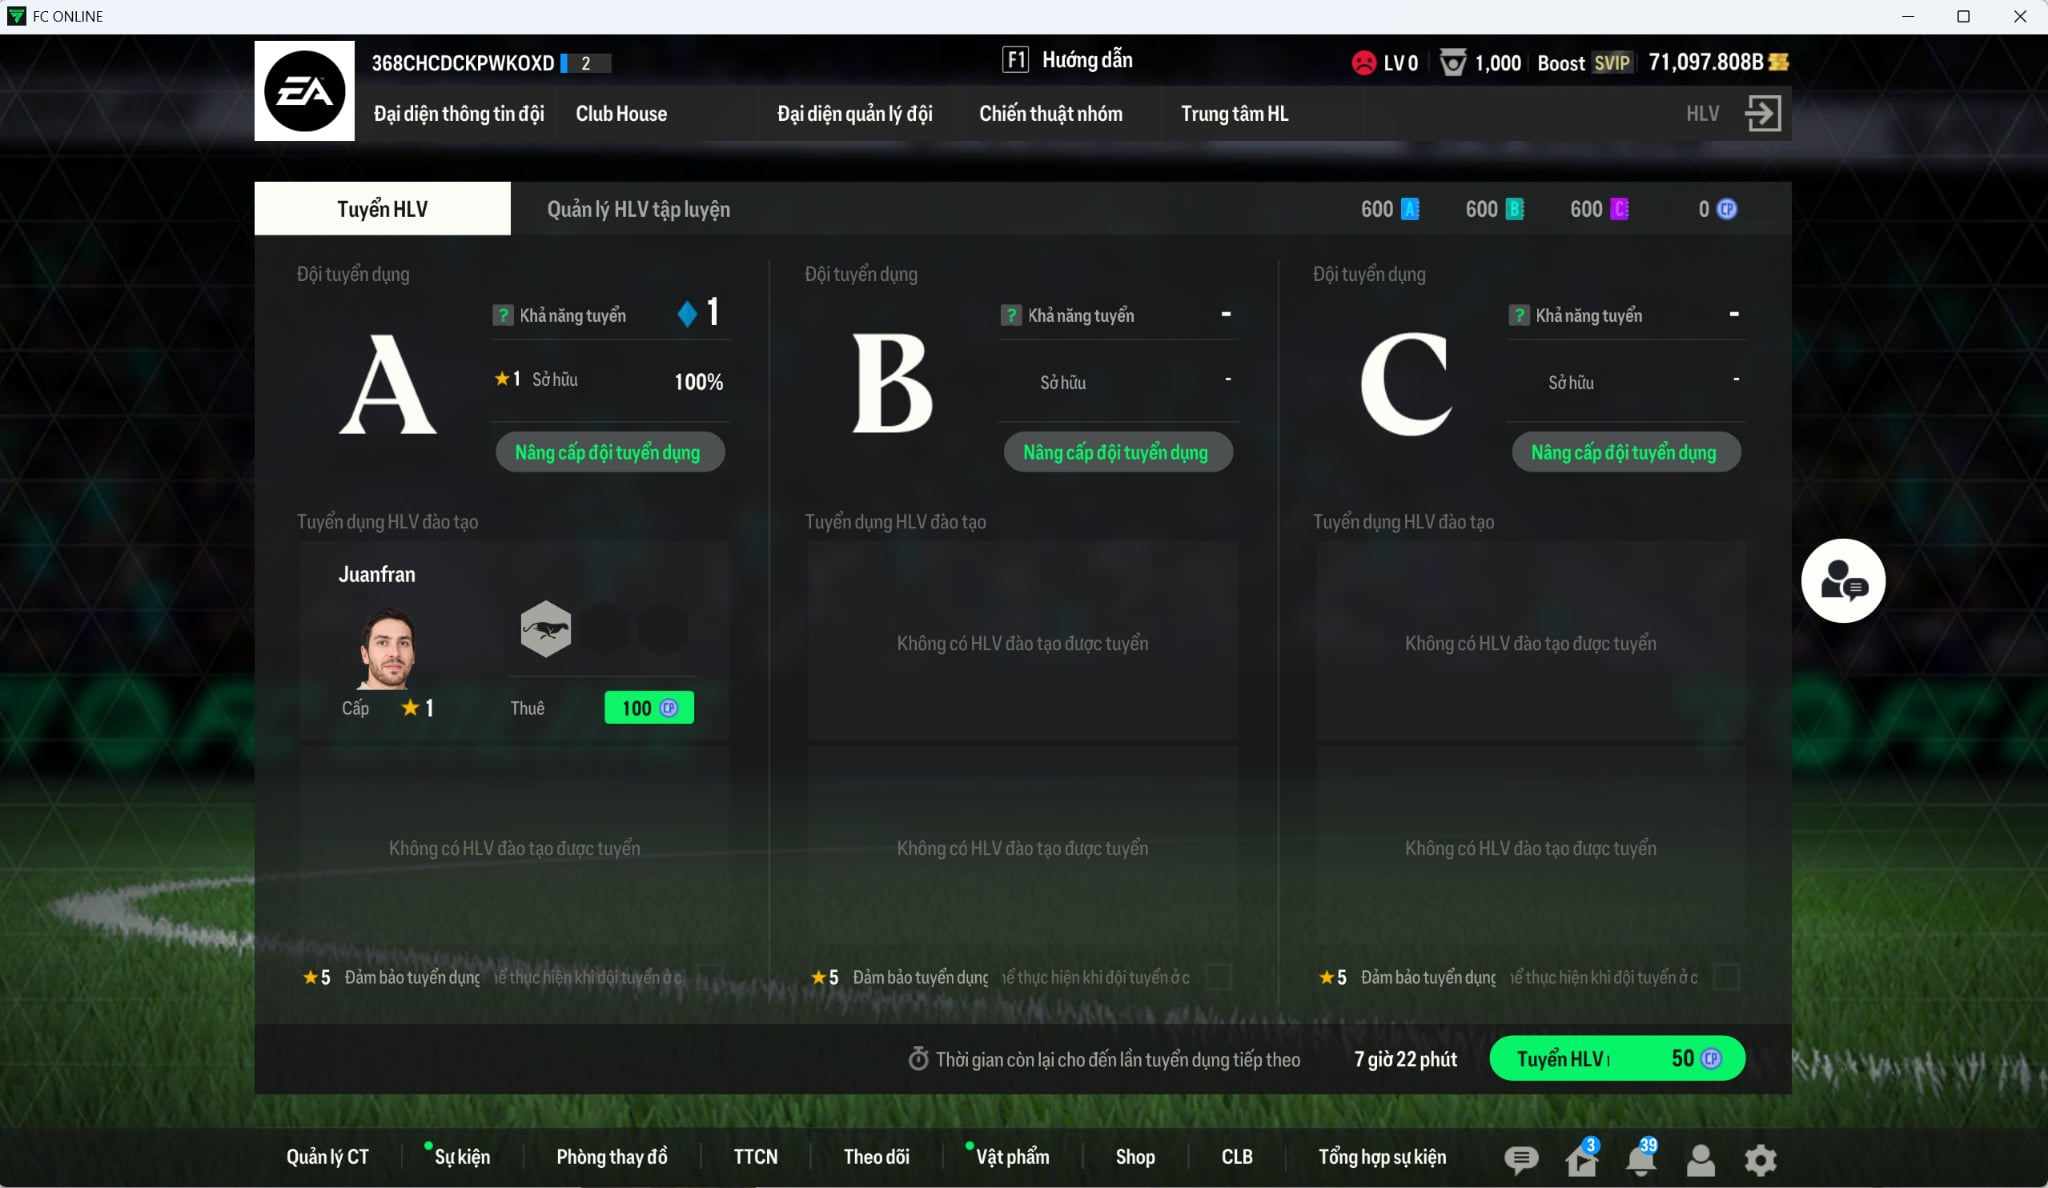 FC ONLINE
EA
368CHCDCKPWKOXD 2
F1 Hướng dẫn
LV 0 1,000 Boost SVIP 71,097.808B
Đại diện thông tin đội Club House Đại diện quản lý đội Chiến thuật nhóm Trung tâm HL HLV
Tuyển HLV Quản lý HLV tập luyện 600 A 600 B 600 C 0 CP
Đội tuyển dụng
A
? Khả năng tuyển 1
1 Sở hữu 100%
Nâng cấp đội tuyển dụng
Đội tuyển dụng
B
? Khả năng tuyển -
Sở hữu -
Nâng cấp đội tuyển dụng
Đội tuyển dụng
C
? Khả năng tuyển -
Sở hữu -
Nâng cấp đội tuyển dụng
Tuyển dụng HLV đào tạo
Juanfran
Cấp 1 Thuê 100 CP
Không có HLV đào tạo được tuyển
5 Đảm bảo tuyển dụng thực hiện khi đội tuyển ở c
Tuyển dụng HLV đào tạo
Không có HLV đào tạo được tuyển
Không có HLV đào tạo được tuyển
5 Đảm bảo tuyển dụng thực hiện khi đội tuyển ở c
Tuyển dụng HLV đào tạo
Không có HLV đào tạo được tuyển
Không có HLV đào tạo được tuyển
5 Đảm bảo tuyển dụng thực hiện khi đội tuyển ở c
Thời gian còn lại cho đến lần tuyển dụng tiếp theo 7 giờ 22 phút Tuyển HLV 50 CP
Quản lý CT Sự kiện Phòng thay đồ TTCN Theo dõi Vật phẩm Shop CLB Tổng hợp sự kiện 3 39